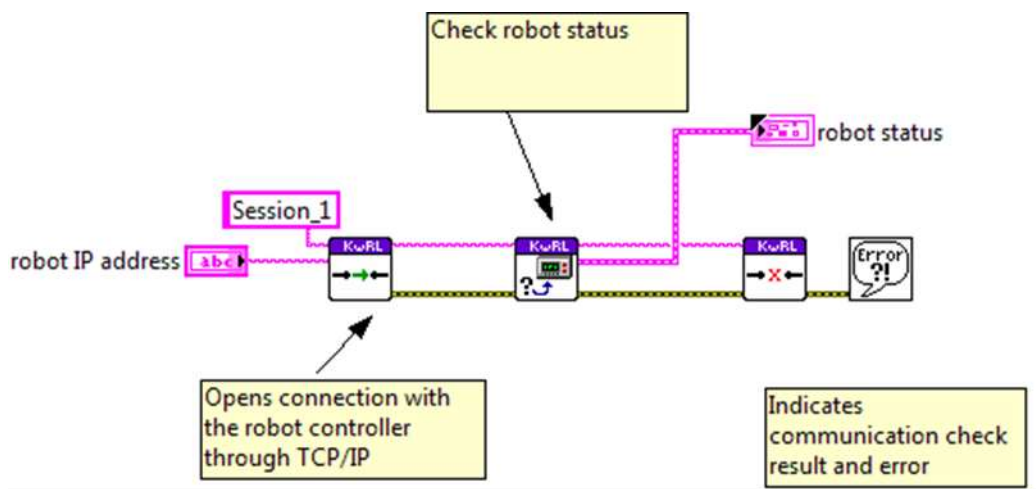 Check robot status
robot status
Session_1
robot IP address
abc
KwRL
KwRL
KwRL
?
Error
?!
X
Opens connection with
the robot controller
through TCP/IP
Indicates
communication check
result and error